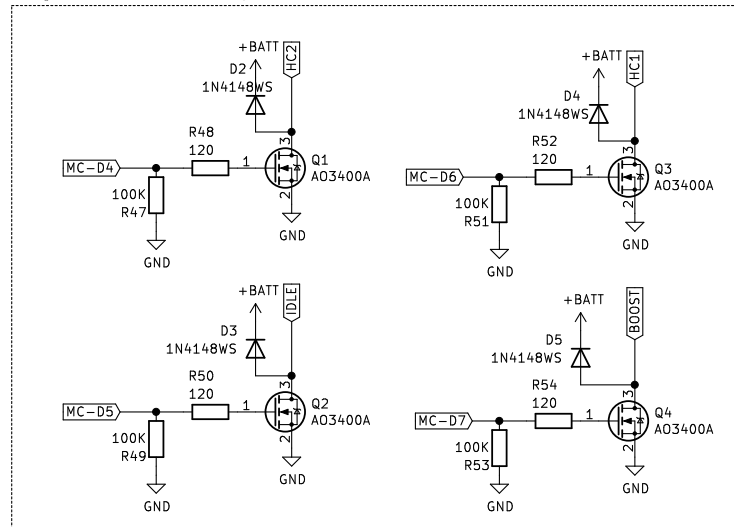 +BATT
HC2
D2
1N4148WS
R48
120
3
1
Q1
AO3400A
MC-D4
100K
R47
2
GND
GND
+BATT
HC1
D4
1N4148WS
R52
120
3
1
Q3
AO3400A
MC-D6
100K
R51
2
GND
GND
+BATT
IDLE
D3
1N4148WS
R50
120
3
1
Q2
AO3400A
MC-D5
100K
R49
2
GND
GND
+BATT
BOOST
D5
1N4148WS
R54
120
3
1
Q4
AO3400A
MC-D7
100K
R53
2
GND
GND